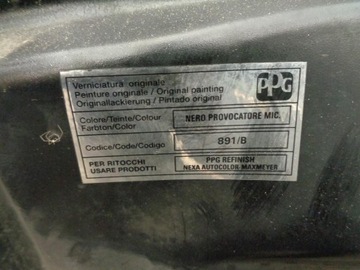 Verniciatura originale
Peinture originale / Original painting
Originallackierung / Pintado original
PPG
Colore/Teinte/Colour
Farbton/Color
NERO PROVOCATORE MIC.
Codice/Code/Codigo
891/B
PER RITOCCHI
USARE PRODOTTI
PPG REFINISH
NEXA AUTOCOLOR-MAXMEYER